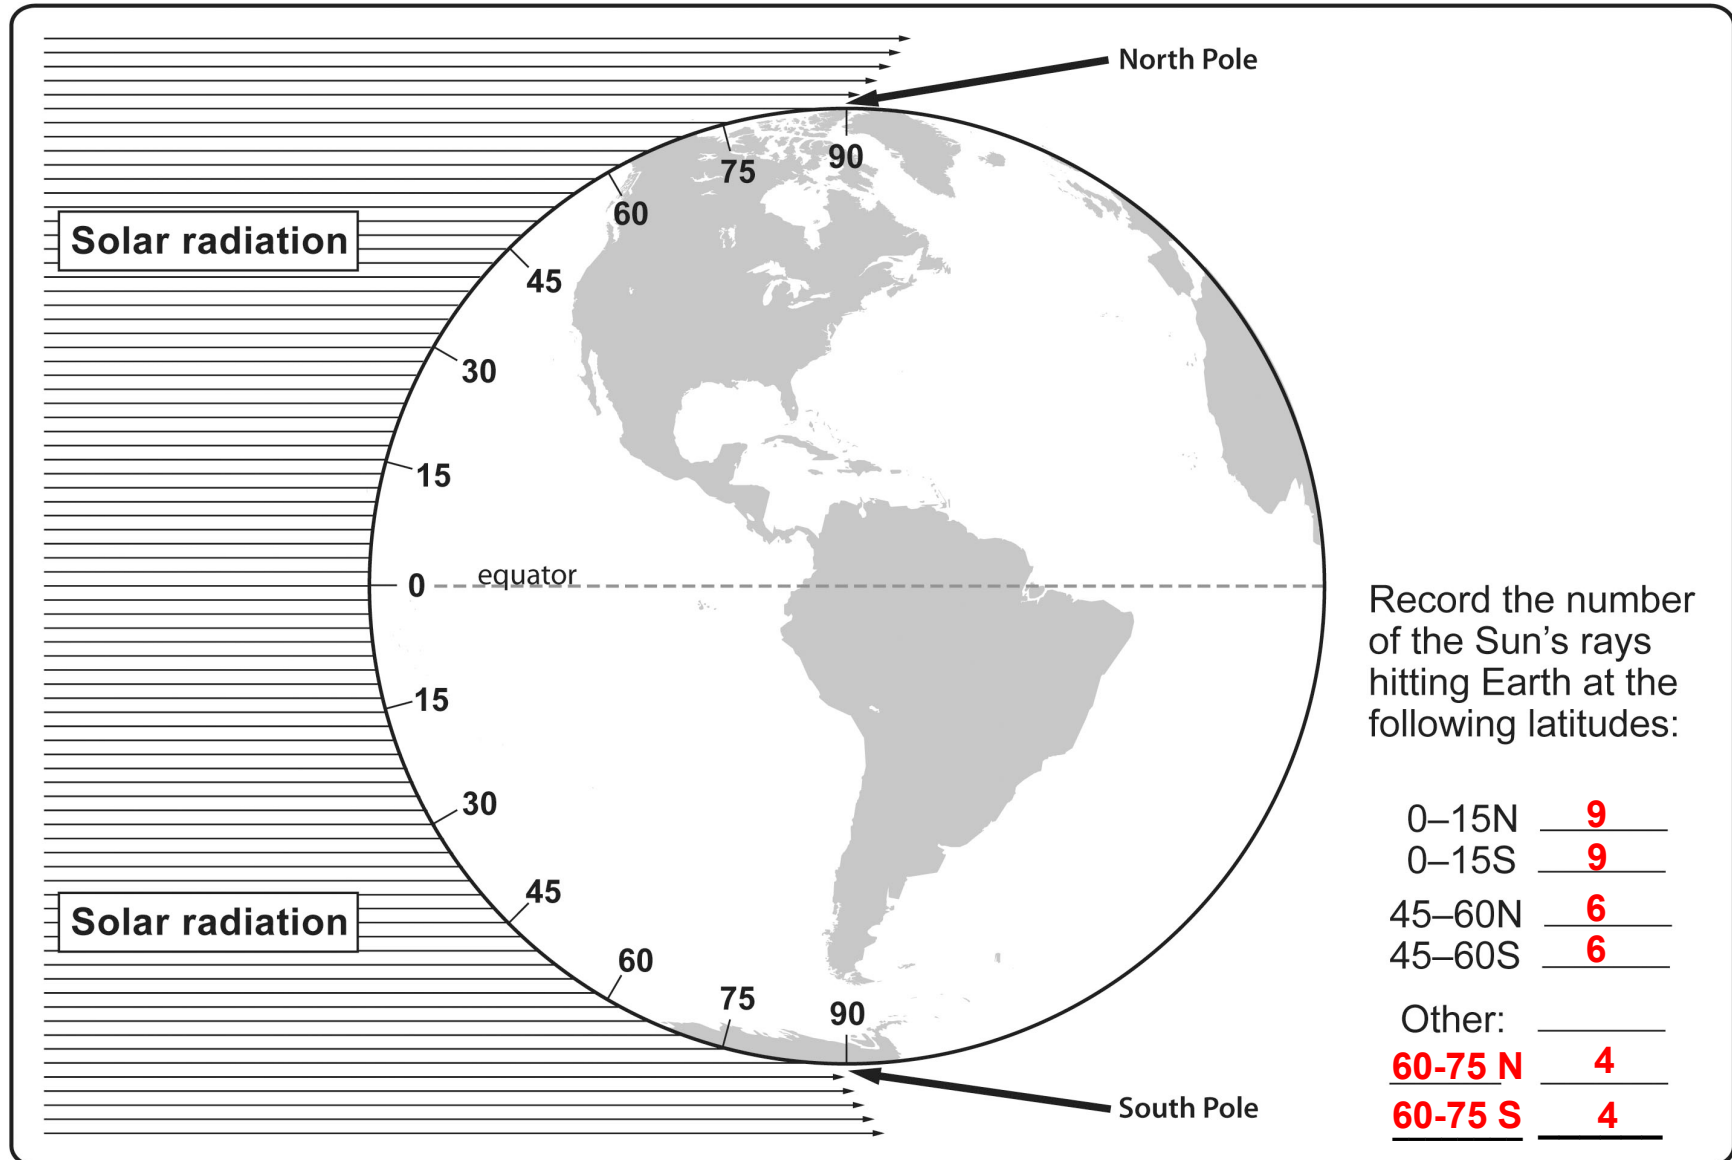 North Pole
90
75
60
Solar radiation
45
30
15
0
equator
15
30
45
Solar radiation
60
75
90
South Pole
Record the number
of the Sun’s rays
hitting Earth at the
following latitudes:
0–15N 9
0–15S 9
45–60N 6
45–60S 6
Other:
60-75 N 4
60-75 S 4